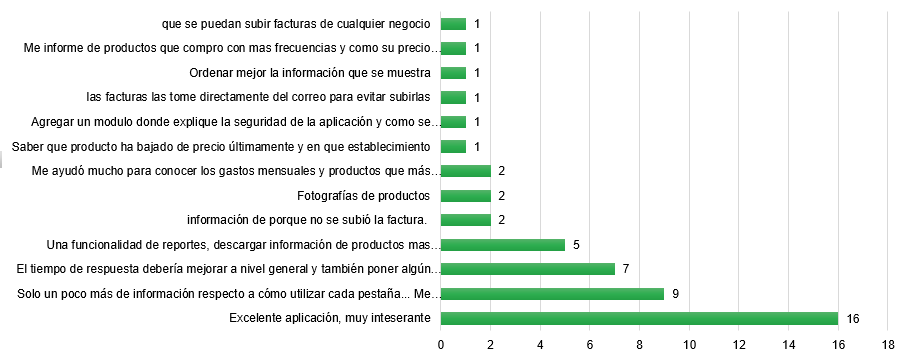 que se puedan subir facturas de cualquier negocio 1
Me informe de productos que compro con mas frecuencias y como su precio... 1
Ordenar mejor la información que se muestra 1
las facturas las tome directamente del correo para evitar subirlas 1
Agregar un modulo donde explique la seguridad de la aplicación y como se... 1
Saber que producto ha bajado de precio últimamente y en que establecimiento 1
Me ayudó mucho para conocer los gastos mensuales y productos que más... 2
Fotografías de productos 2
información de porque no se subió la factura. 2
Una funcionalidad de reportes, descargar información de productos mas... 5
El tiempo de respuesta debería mejorar a nivel general y también poner algún... 7
Solo un poco más de información respecto a cómo utilizar cada pestaña... Me... 9
Excelente aplicación, muy inteserante 16
0 2 4 6 8 10 12 14 16 18